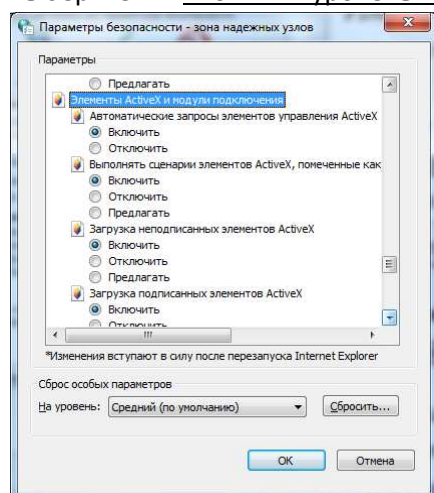 Параметры безопасности - зона надежных узлов
Параметры
Предлагать
Элементы ActiveX и модули подключения
Автоматические запросы элементов управления ActiveX
Включить
Отключить
Выполнять сценарии элементов ActiveX, помеченные как
Включить
Отключить
Предлагать
Загрузка неподписанных элементов ActiveX
Включить
Отключить
Предлагать
Загрузка подписанных элементов ActiveX
Включить
Отключить
*Изменения вступают в силу после перезапуска Internet Explorer
Сброс особых параметров
На уровень: Средний (по умолчанию) Сбросить...
OK Отмена